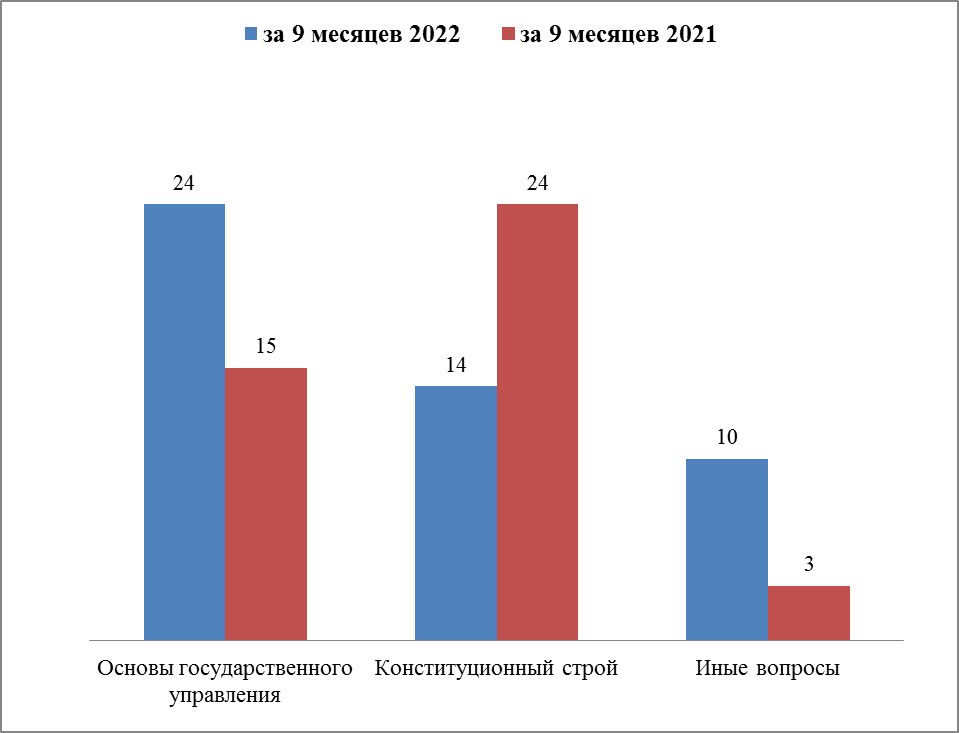 за 9 месяцев 2022 за 9 месяцев 2021
24 24
15
14
10
3
Основы государственного управления
Конституционный строй
Иные вопросы